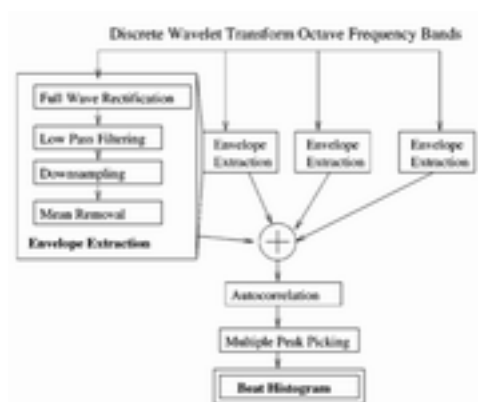 Discrete Wavelet Transform Octave Frequency Bands
Full Wave Rectification
Low Pass Filtering
Downsampling
Mean Removal
Envelope Extraction
Envelope
Extraction
Envelope
Extraction
Envelope
Extraction
Autocorrelation
Multiple Peak Picking
Beat Histogram